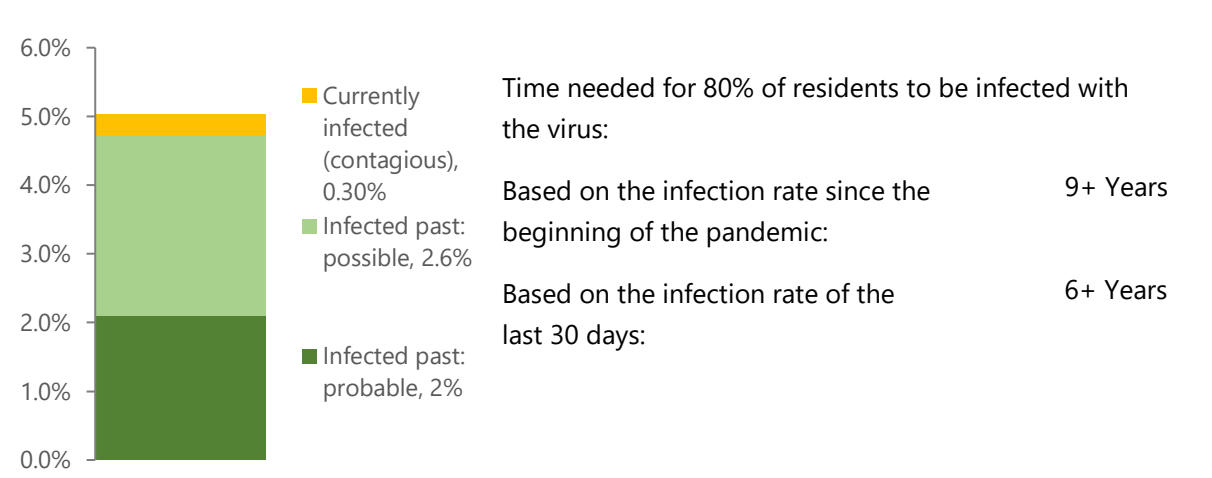 6.0%
5.0%
4.0%
3.0%
2.0%
1.0%
0.0%
Currently
infected
(contagious),
0.30%
Infected past:
possible, 2.6%
Infected past:
probable, 2%
Time needed for 80% of residents to be infected with
the virus:
Based on the infection rate since the
beginning of the pandemic:
9+ Years
Based on the infection rate of the
last 30 days:
6+ Years